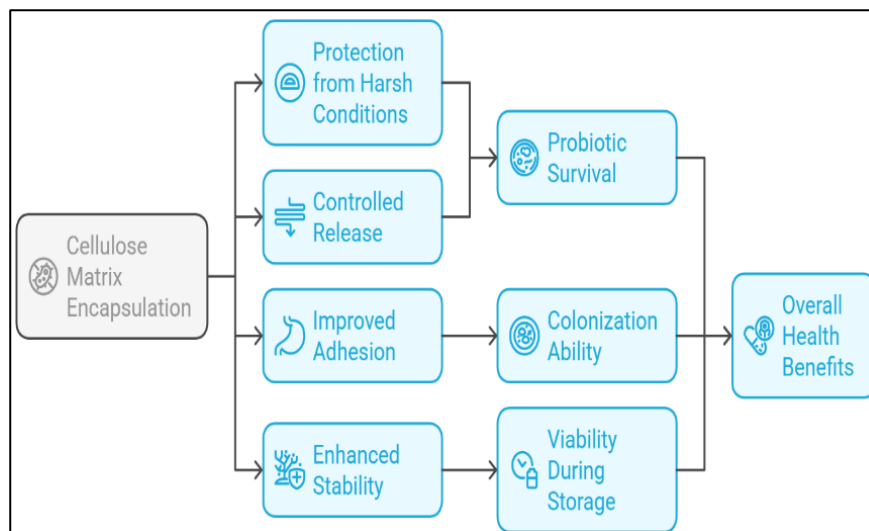 Protection
from Harsh
Conditions
Probiotic
Survival
Controlled
Release
Cellulose
Matrix
Encapsulation
Improved
Adhesion
Colonization
Ability
Overall
Health
Benefits
Enhanced
Stability
Viability
During
Storage